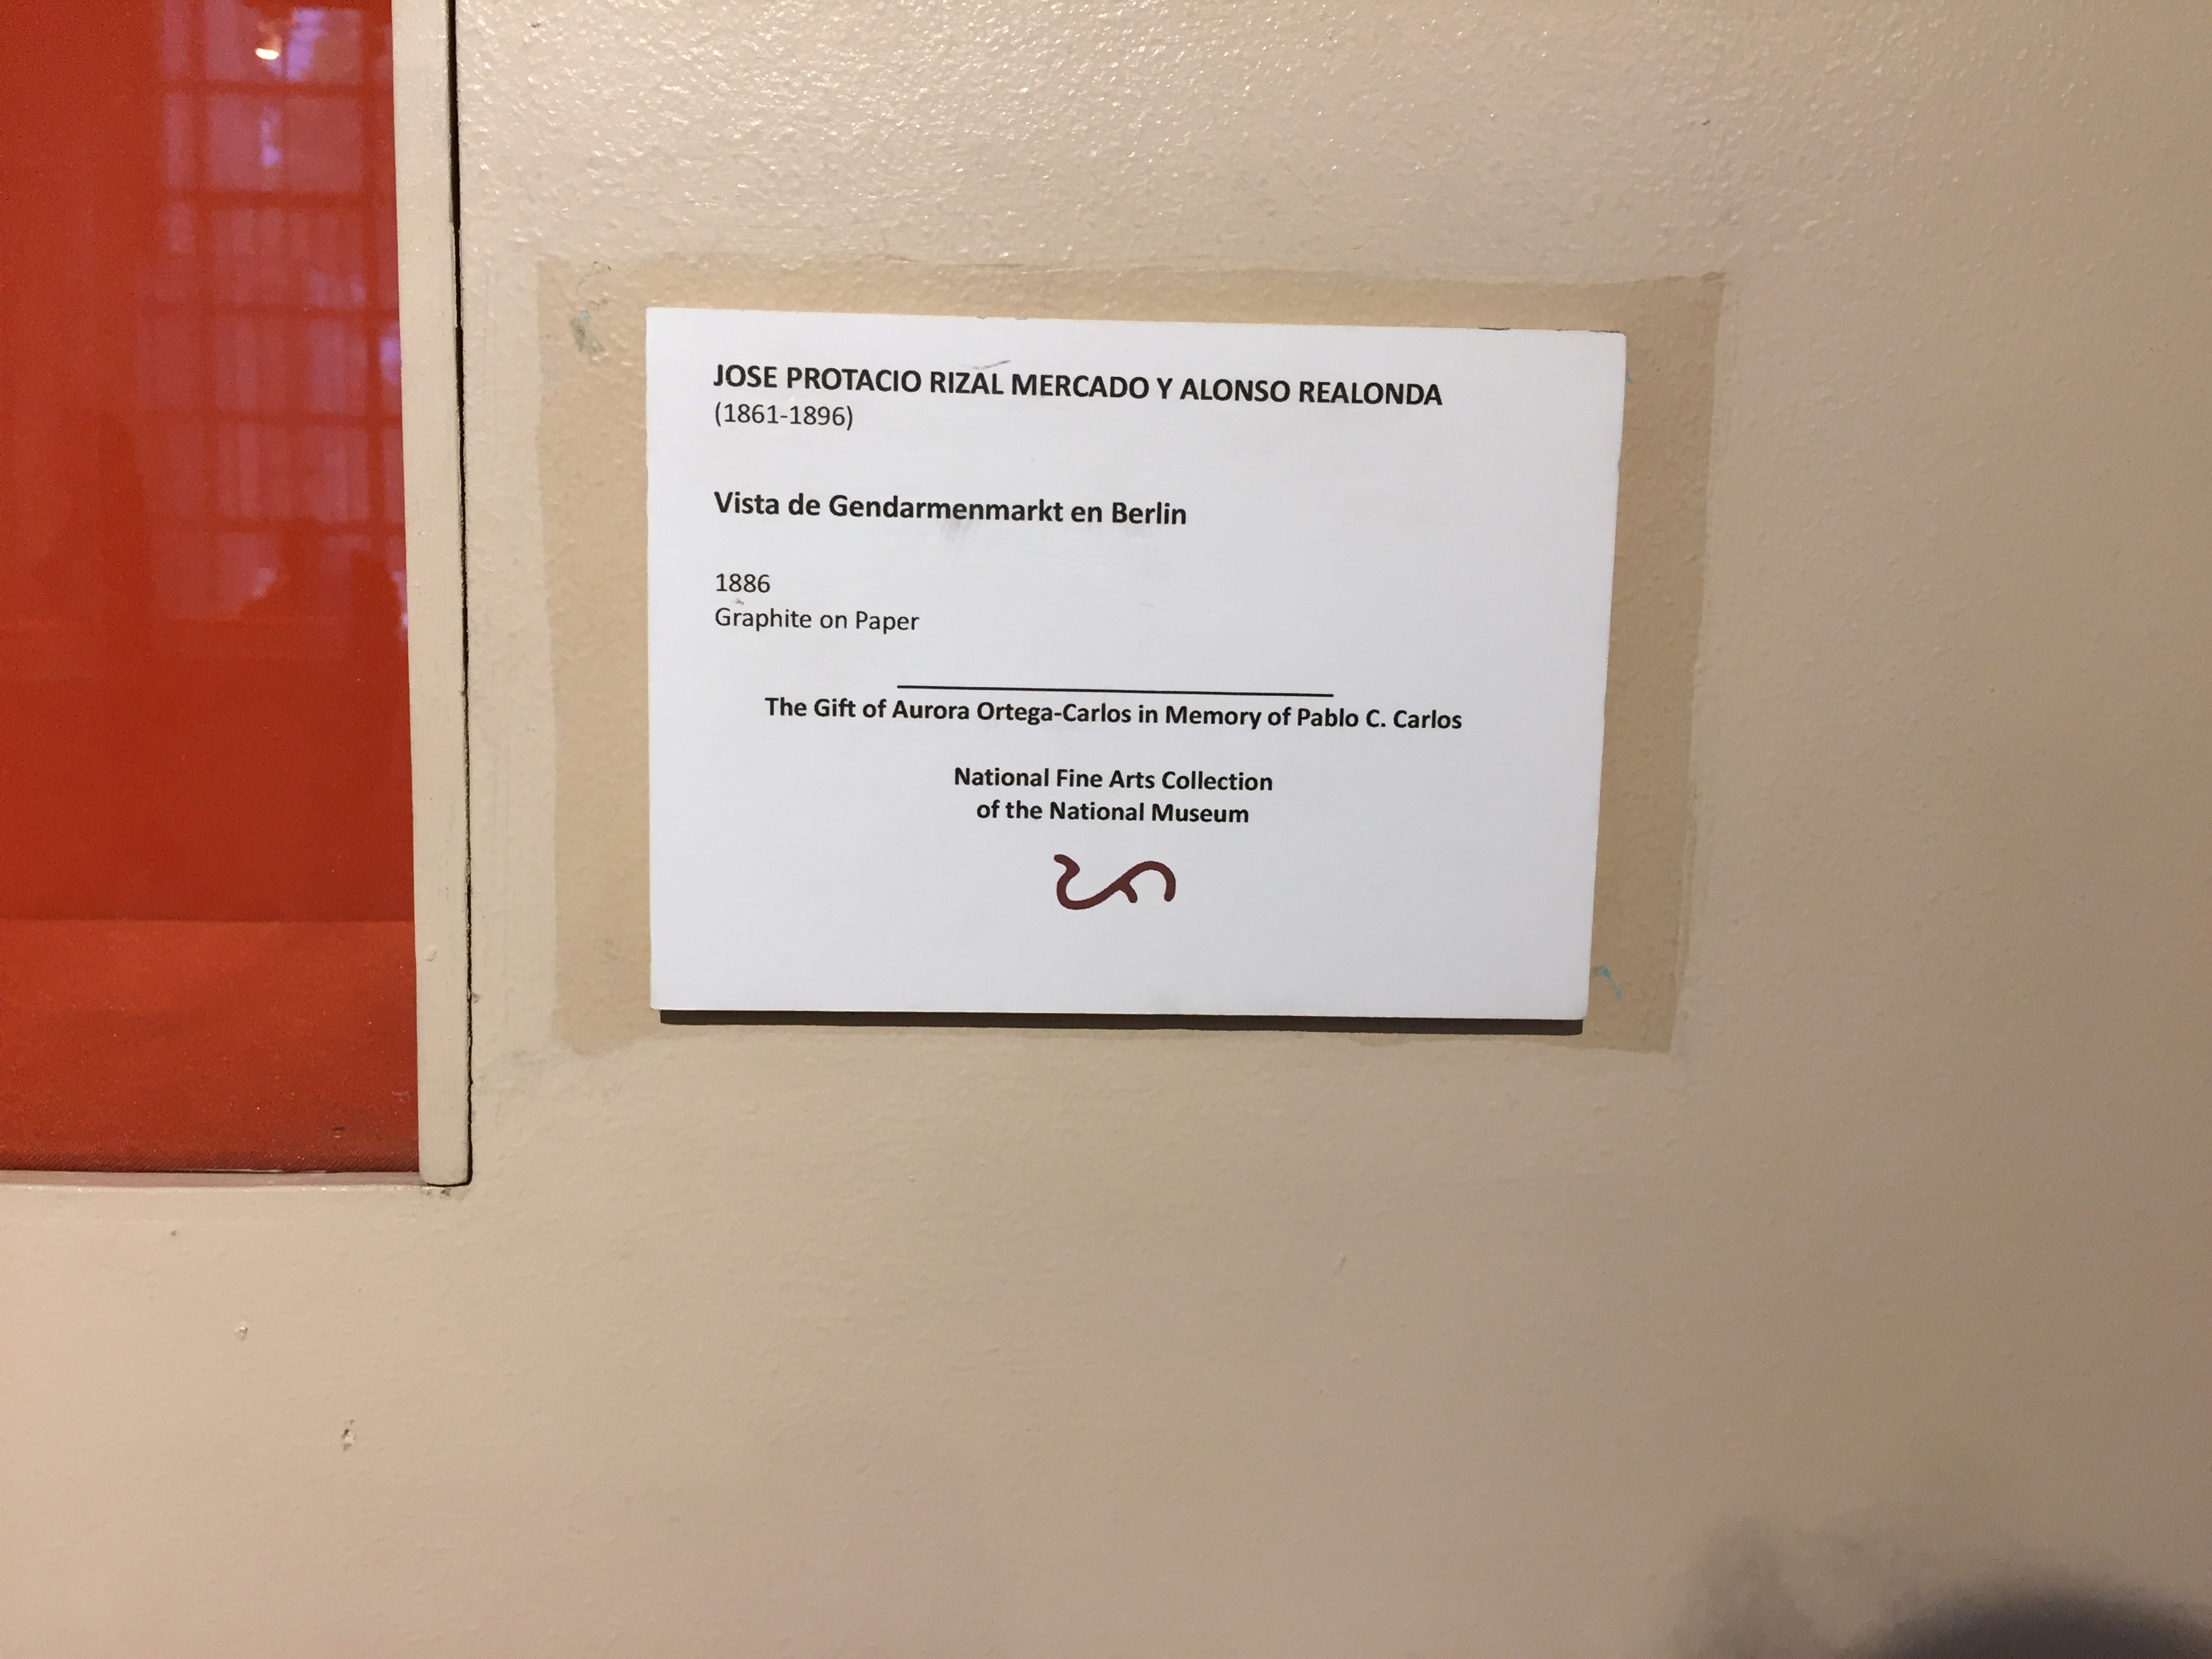 JOSE PROTACIO RIZAL MERCADO Y ALONSO REALONDA
(1861-1896)
Vista de Gendarmenmarkt en Berlin
1886
Graphite on Paper
The Gift of Aurora Ortega-Carlos in Memory of Pablo C. Carlos
National Fine Arts Collection
of the National Museum
ᜉ